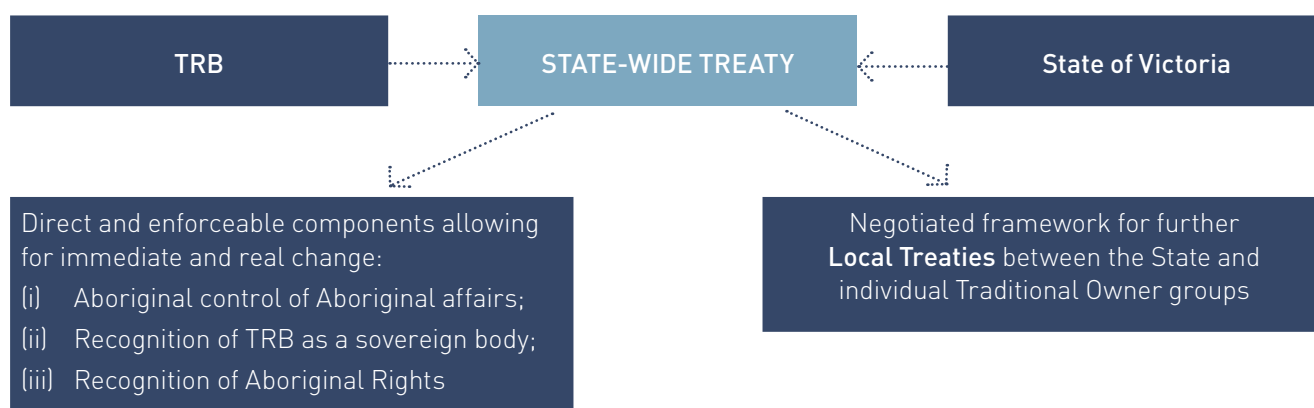 TRB
STATE-WIDE TREATY
State of Victoria
Direct and enforceable components allowing
for immediate and real change:
(i) Aboriginal control of Aboriginal affairs;
(ii) Recognition of TRB as a sovereign body;
(iii) Recognition of Aboriginal Rights
Negotiated framework for further
Local Treaties between the State and
individual Traditional Owner groups